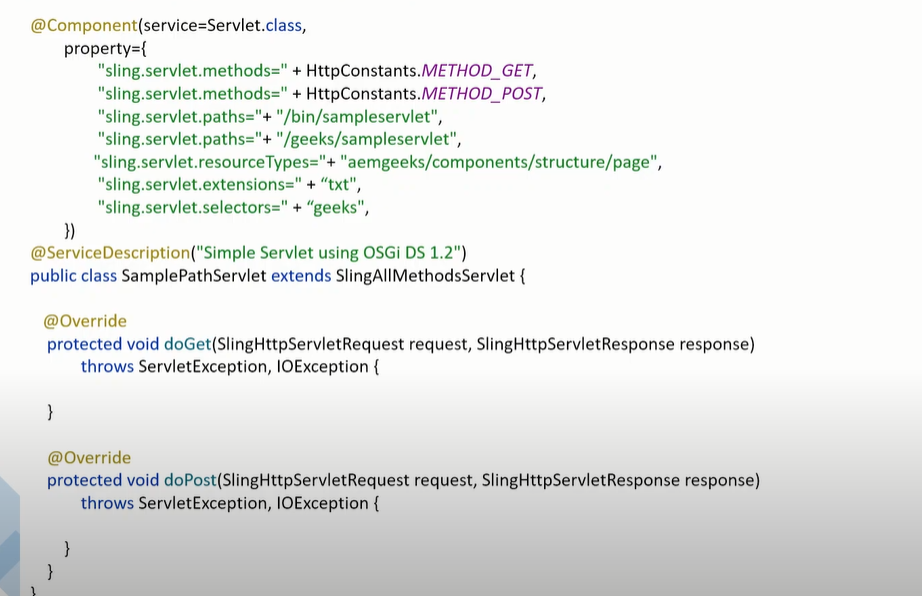 @Component(service=Servlet.class,
property={
"sling.servlet.methods=" + HttpConstants.METHOD_GET,
"sling.servlet.methods=" + HttpConstants.METHOD_POST,
"sling.servlet.paths="+ "/bin/sampleservlet",
"sling.servlet.paths="+ "/geeks/sampleservlet",
"sling.servlet.resourceTypes="+ "aemgeeks/components/structure/page",
"sling.servlet.extensions=" + “txt",
"sling.servlet.selectors=" + “geeks",
})
@ServiceDescription("Simple Servlet using OSGi DS 1.2")
public class SamplePathServlet extends SlingAllMethodsServlet {
@Override
protected void doGet(SlingHttpServletRequest request, SlingHttpServletResponse response)
throws ServletException, IOException {
}
@Override
protected void doPost(SlingHttpServletRequest request, SlingHttpServletResponse response)
throws ServletException, IOException {
}
}
}